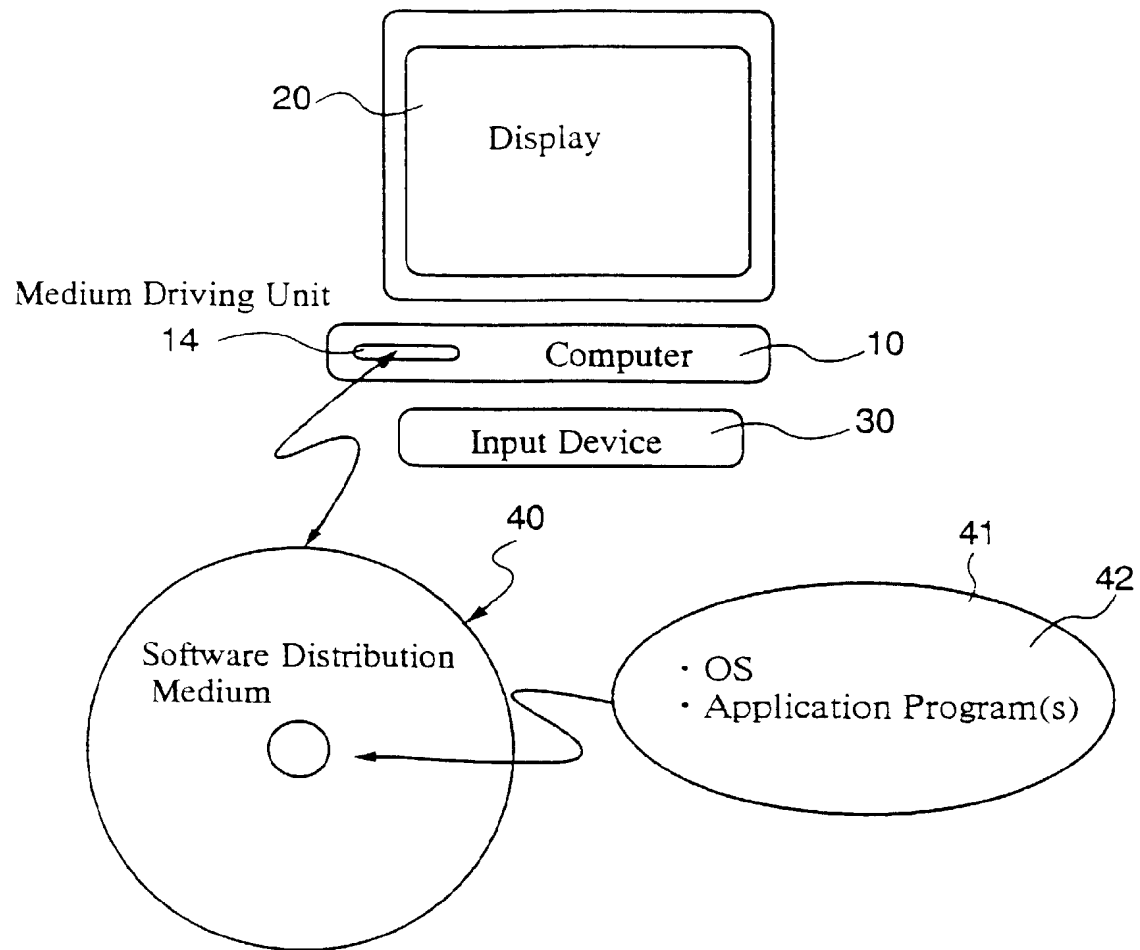 20
Display
Medium Driving Unit
14
Computer
10
Input Device
30
40
41
42
Software Distribution
Medium
· OS
· Application Program(s)